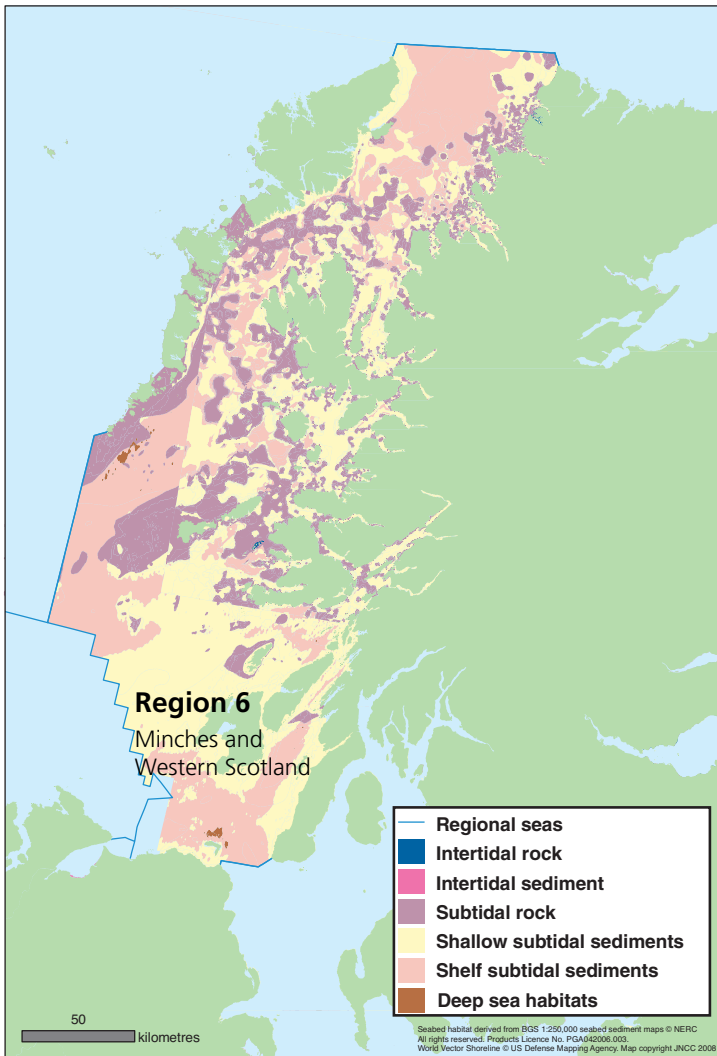 Region 6
Minches and
Western Scotland
Regional seas
Intertidal rock
Intertidal sediment
Subtidal rock
Shallow subtidal sediments
Shelf subtidal sediments
Deep sea habitats
50
kilometres
Seabed habitat derived from BGS 1:250,000 seabed sediment maps © NERC
All rights reserved. Products Licence No. PGA042006.003.
World Vector Shoreline © US Defense Mapping Agency. Map copyright JNCC 2008